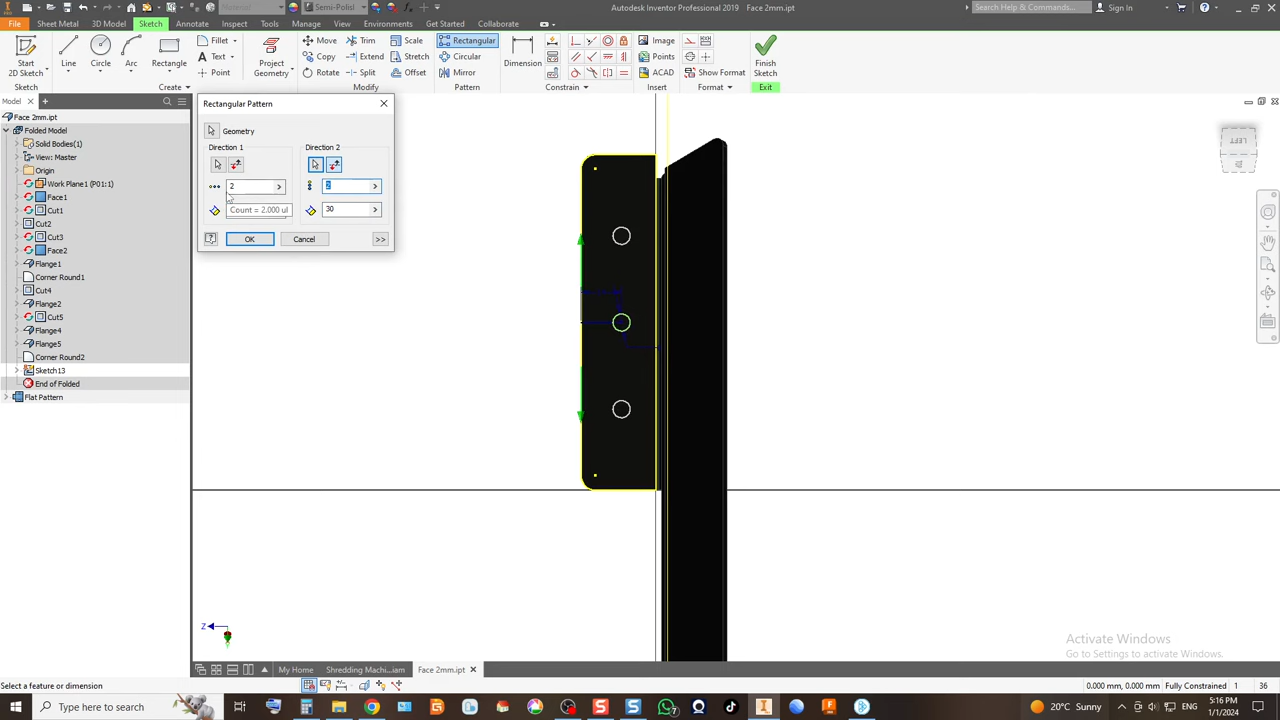 Material
Semi-Polisi
Autodesk Inventor Professional 2019   Face 2mm.ipt
Search Help & Commands...
Sign In
File
Sheet Metal
3D Model
Sketch
Annotate
Inspect
Tools
Manage
View
Environments
Get Started
Collaborate
Start
2D Sketch
Line
Circle
Arc
Rectangle
Fillet
Text
Point
Project
Geometry
Move
Copy
Rotate
Trim
Extend
Split
Scale
Stretch
Offset
Rectangular
Circular
Mirror
Dimension
Image
Points
ACAD
Show Format
Finish
Sketch
Sketch
Create
Modify
Pattern
Constrain
Insert
Format
Exit
Model
Face 2mm.ipt
Folded Model
Solid Bodies(1)
View: Master
Origin
Work Plane1 (P01:1)
Face1
Cut1
Cut2
Cut3
Face2
Flange1
Corner Round1
Cut4
Flange2
Cut5
Flange4
Flange5
Corner Round2
Sketch13
End of Folded
Flat Pattern
Rectangular Pattern
Geometry
Direction 1
Direction 2
2
2
Count = 2.000 ul
30
OK
Cancel
>>
LEFT
Z
Activate Windows
Go to Settings to activate Windows.
My Home
Shredding Machi...iam
Face 2mm.ipt
Select a feature or dimension
0.000 mm, 0.000 mm
Fully Constrained
1
36
Type here to search
20°C Sunny
5:16 PM
1/1/2024